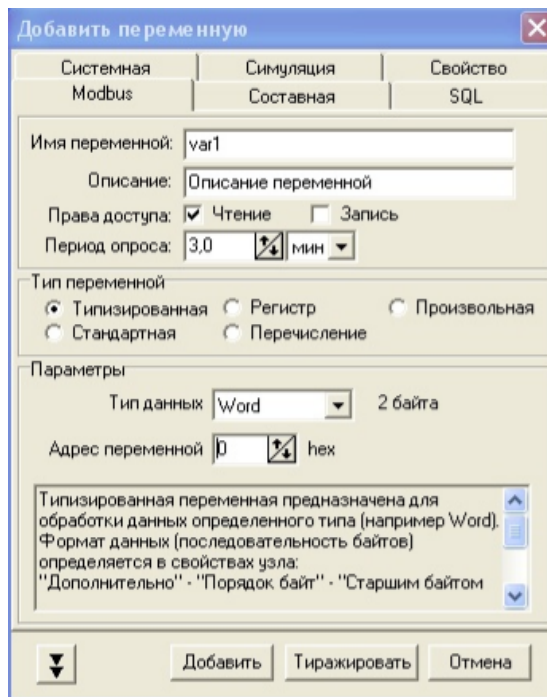 Добавить переменную
Системная Симуляция Свойство
Modbus Составная SQL
Имя переменной: var1
Описание: Описание переменной
Права доступа: Чтение Запись
Период опроса: 3,0 мин
Тип переменной
Типизированная Регистр Произвольная
Стандартная Перечисление
Параметры
Тип данных Word 2 байта
Адрес переменной 0 hex
Типизированная переменная предназначена для
обработки данных определенного типа (например Word).
Формат данных (последовательность байтов)
определяется в свойствах узла:
"Дополнительно" - "Порядок байт" - "Старшим байтом
Добавить Тиражировать Отмена